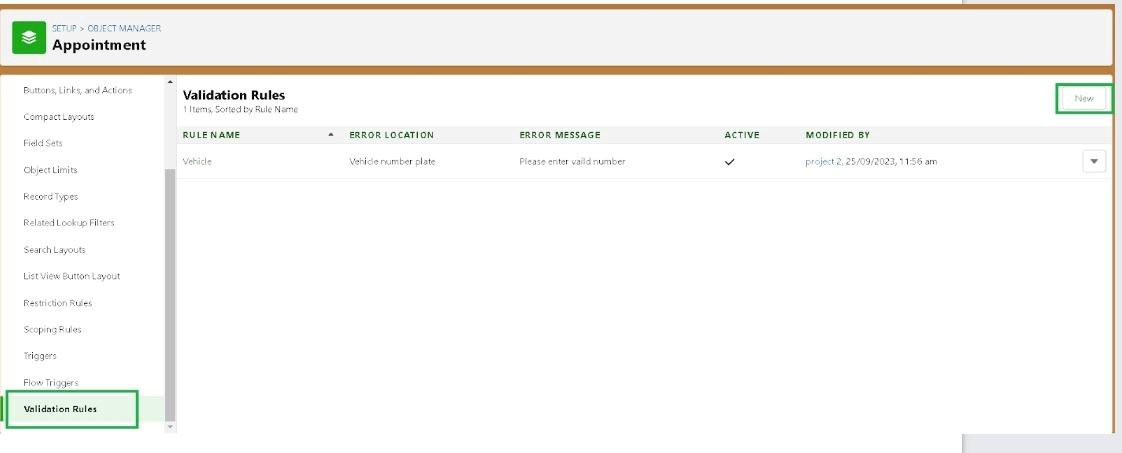 SETUP > OBJECT MANAGER
Appointment
Buttons, Links, and Actions
Compact Layouts
Field Sets
Object Limits
Record Types
Related Lookup Filters
Search Layouts
List View Button Layout
Restriction Rules
Scoping Rules
Triggers
Flow Triggers
Validation Rules
Validation Rules
1 Items, Sorted by Rule Name
New
RULE NAME ERROR LOCATION ERROR MESSAGE ACTIVE MODIFIED BY
Vehicle Vehicle number plate Please enter vaild number project 2, 25/09/2023, 11:56 am